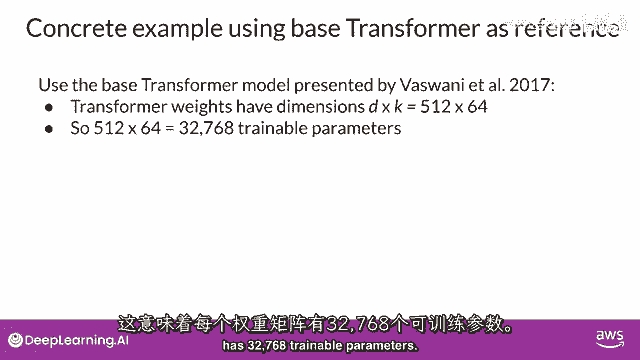 Concrete example using base Transformer as reference
Use the base Transformer model presented by Vaswani et al. 2017:
● Transformer weights have dimensions d x k = 512 x 64
● So 512 x 64 = 32,768 trainable parameters
这意味着每个权重矩阵有32,768个可训练参数。
has 32,768 trainable parameters.
DeepLearning.AI
aws